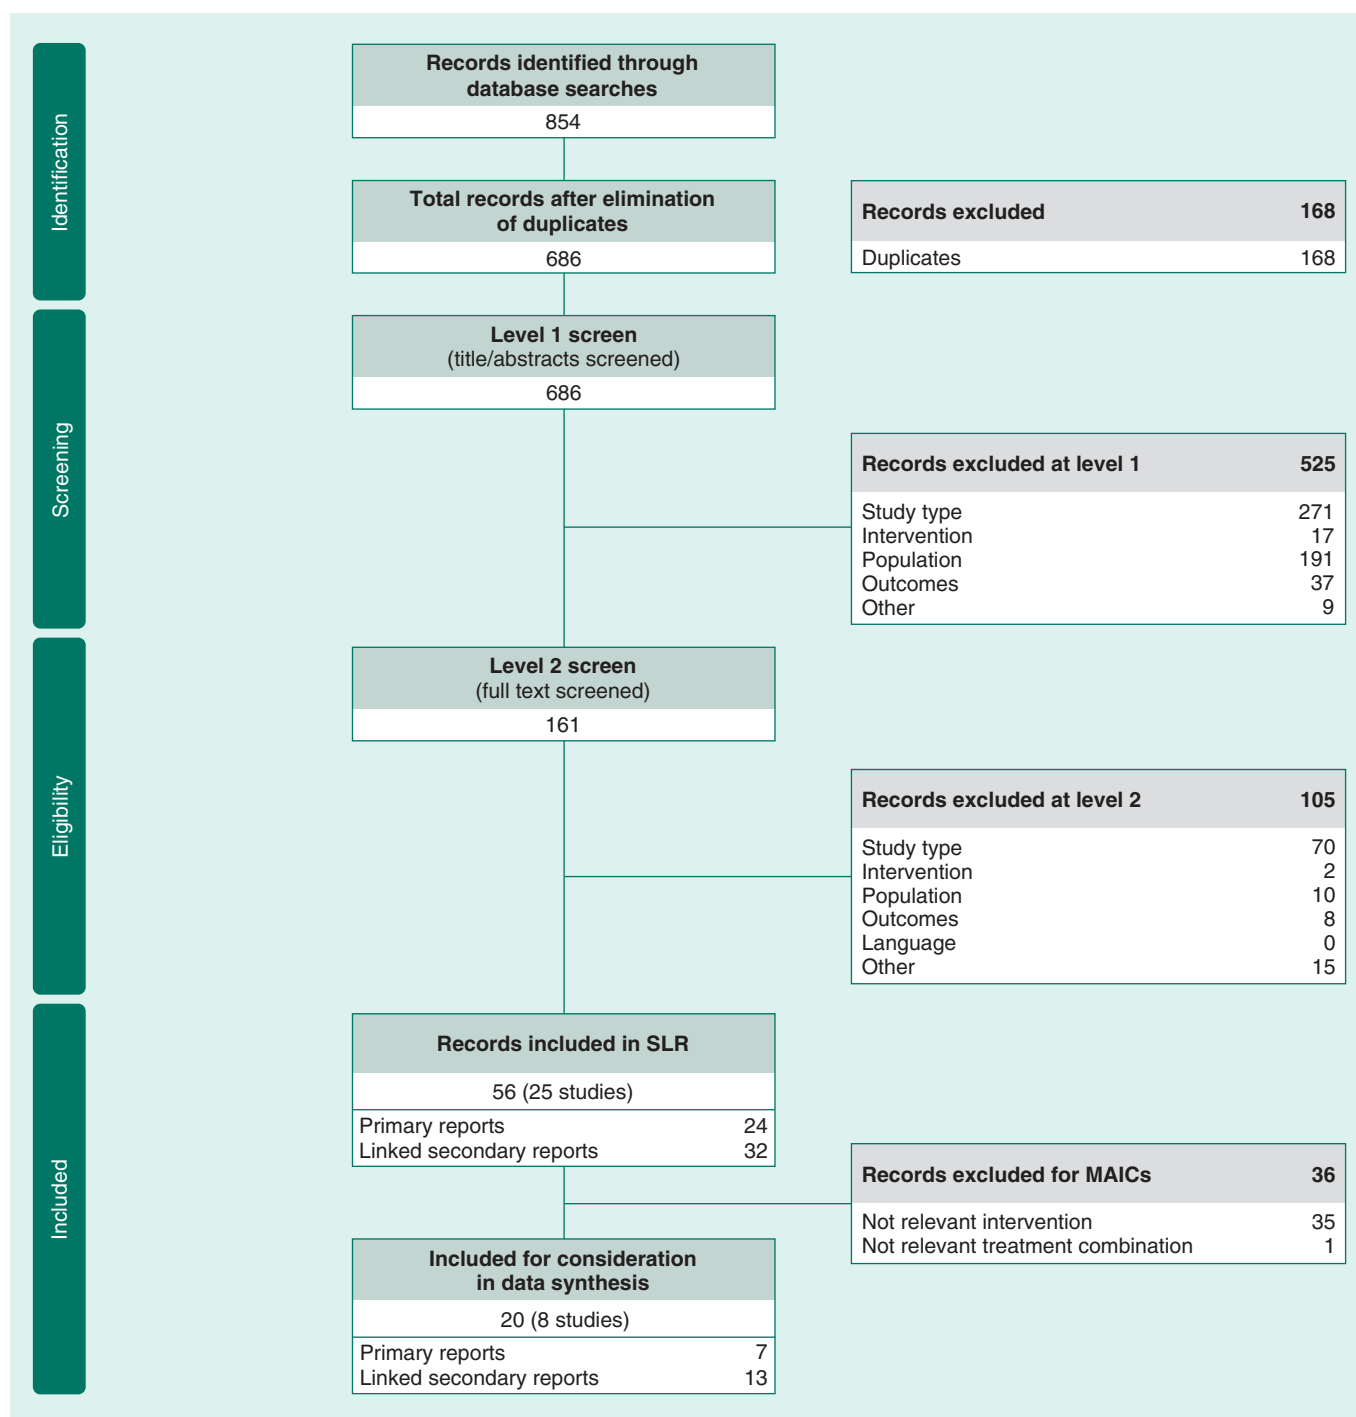 Identification
Records identified through
database searches
854
Total records after elimination
of duplicates
686
Records excluded 168
Duplicates 168
Screening
Level 1 screen
(title/abstracts screened)
686
Records excluded at level 1 525
Study type 271
Intervention 17
Population 191
Outcomes 37
Other 9
Eligibility
Level 2 screen
(full text screened)
161
Records excluded at level 2 105
Study type 70
Intervention 2
Population 10
Outcomes 8
Language 0
Other 15
Included
Records included in SLR
56 (25 studies)
Primary reports 24
Linked secondary reports 32
Records excluded for MAICs 36
Not relevant intervention 35
Not relevant treatment combination 1
Included for consideration
in data synthesis
20 (8 studies)
Primary reports 7
Linked secondary reports 13